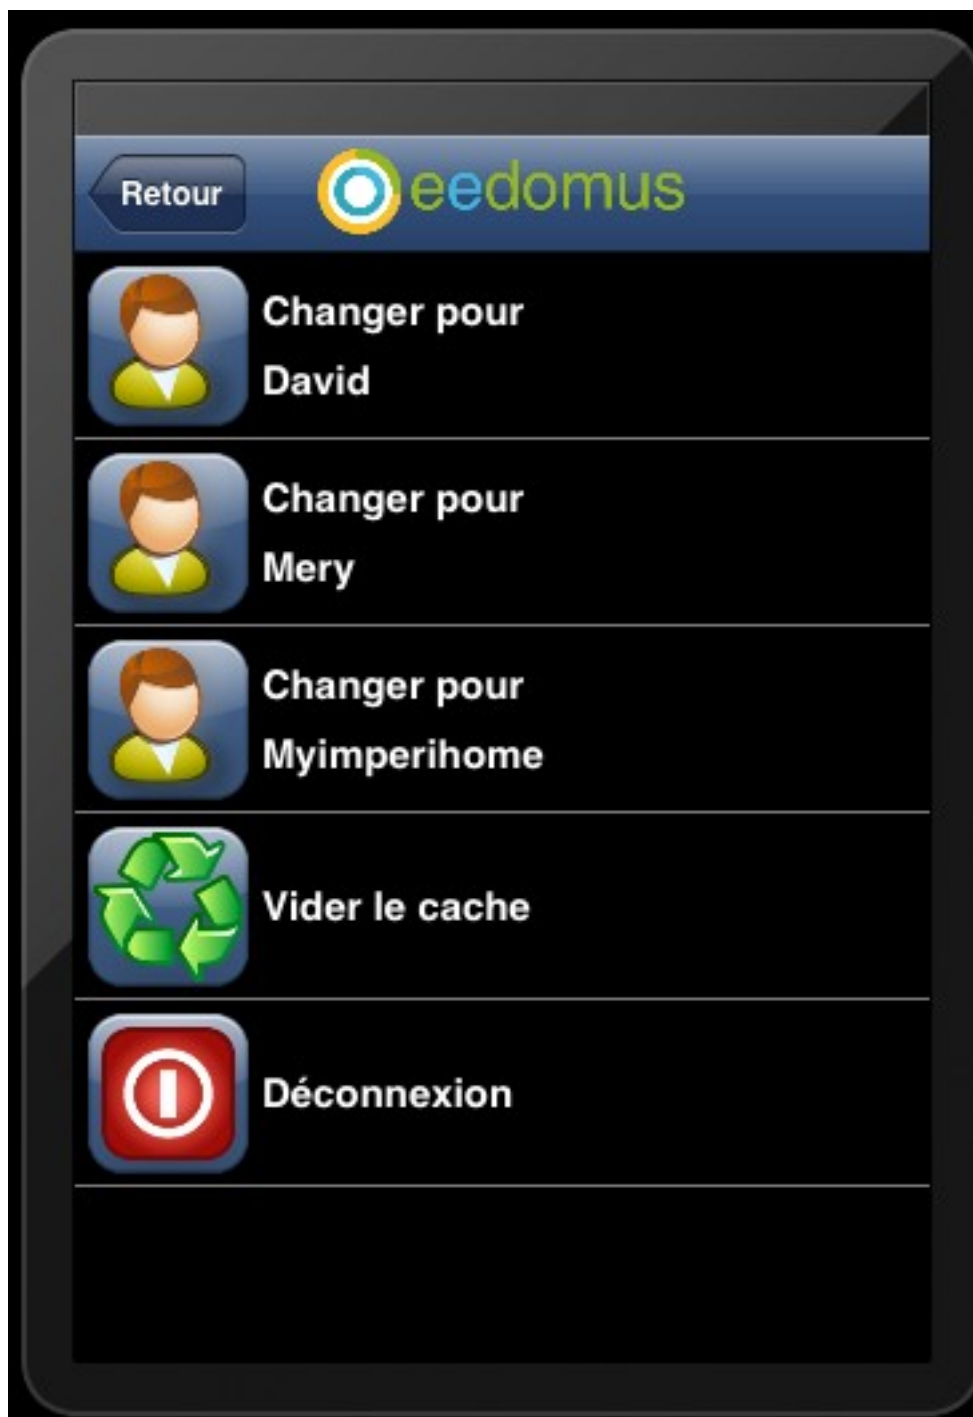 Retour
eedomus
Changer pour
David
Changer pour
Mery
Changer pour
Myimperihome
Vider le cache
Déconnexion